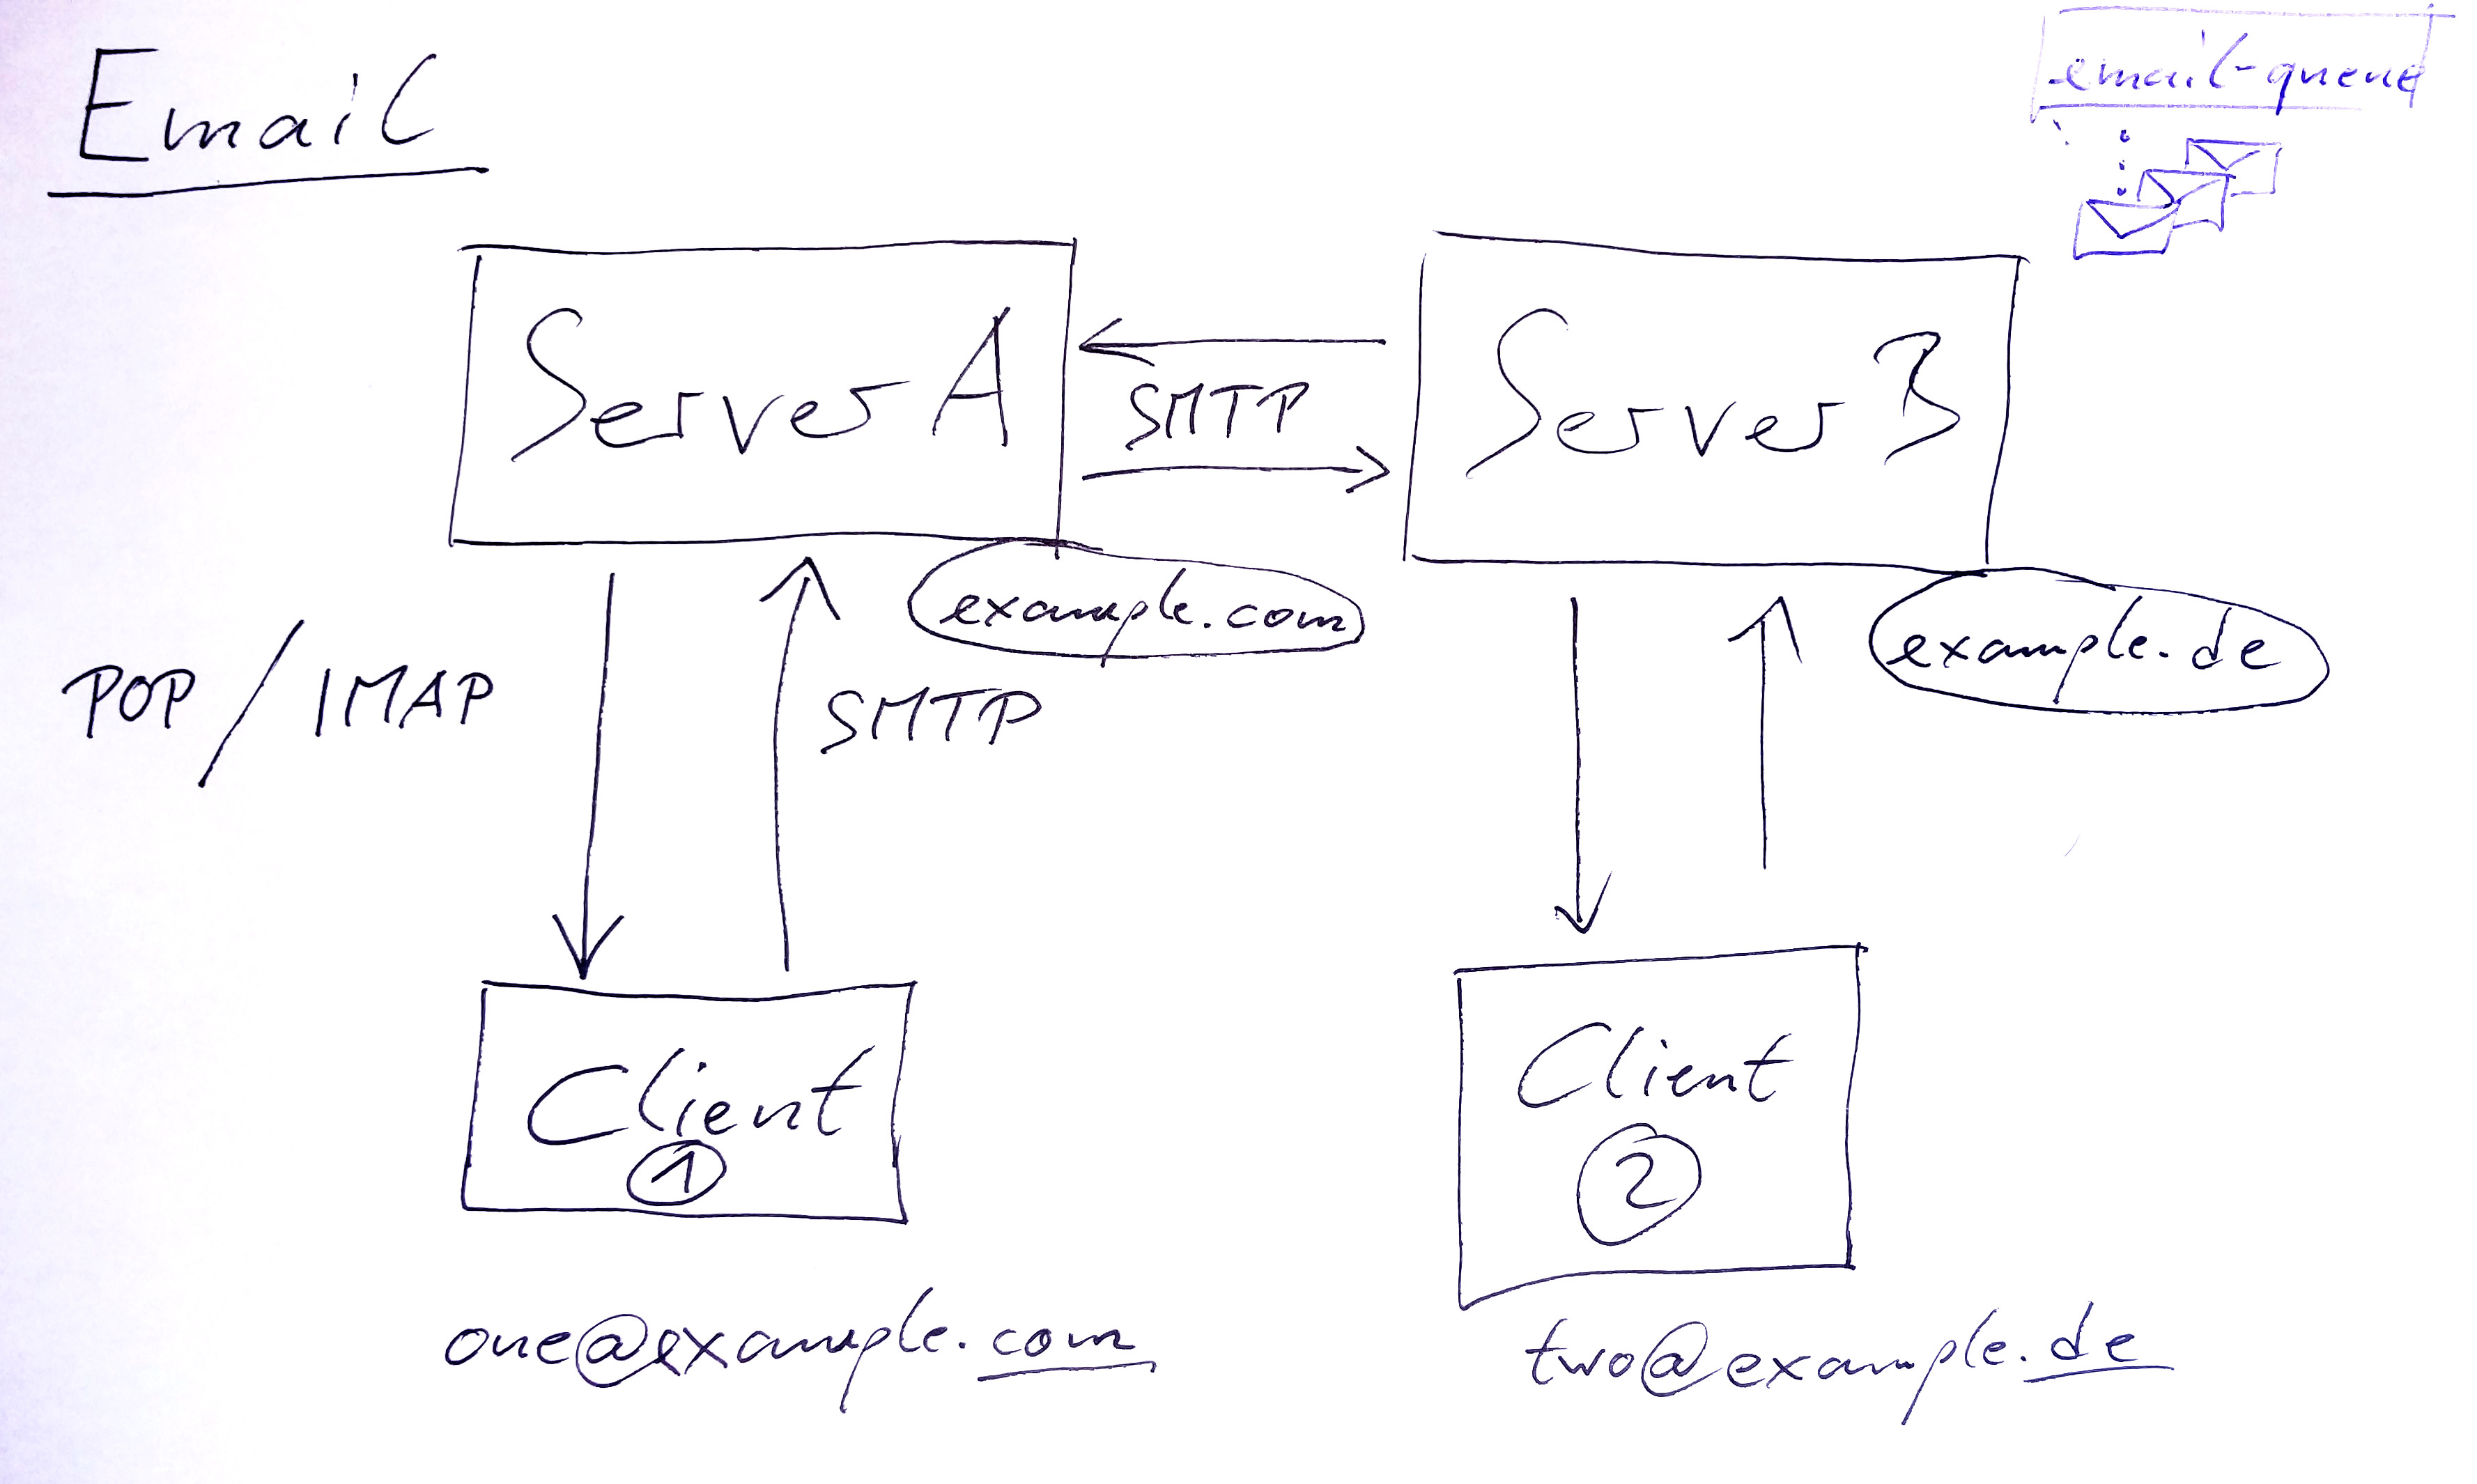 Email
email-queue
Server A
SMTP
Server B
example.com
example.de
POP / IMAP
SMTP
Client
1
Client
2
one@example.com
two@example.de